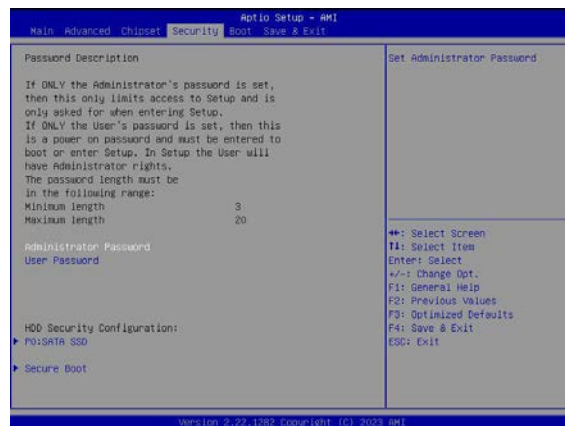 Aptio Setup - AMI
Main Advanced Chipset Security Boot Save & Exit
Password Description
If ONLY the Administrator's password is set,
then this only limits access to Setup and is
only asked for when entering Setup.
If ONLY the User's password is set, then this
is a power on password and must be entered to
boot or enter Setup. In Setup the User will
have Administrator rights.
The password length must be
in the following range:
Minimum length 3
Maximum length 20
Administrator Password
User Password
HDD Security Configuration:
P0:SATA SSD
Secure Boot
Set Administrator Password
↔: Select Screen
↑↓: Select Item
Enter: Select
+/-: Change Opt.
F1: General Help
F2: Previous Values
F3: Optimized Defaults
F4: Save & Exit
ESC: Exit
Version 2.22.1282 Copyright (C) 2023 AMI